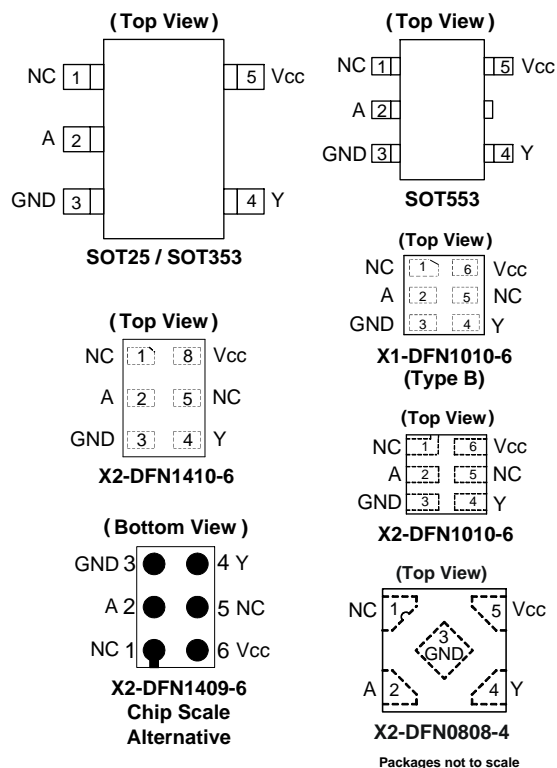 (Top View)
NC 1 5 Vcc
A 2
GND 3 4 Y
SOT25 / SOT353
(Top View)
NC 1 5 Vcc
A 2
GND 3 4 Y
SOT553
(Top View)
NC 1 6 Vcc
A 2 5 NC
GND 3 4 Y
X1-DFN1010-6
(Type B)
(Top View)
NC 1 8 Vcc
A 2 5 NC
GND 3 4 Y
X2-DFN1410-6
(Top View)
NC 1 6 Vcc
A 2 5 NC
GND 3 4 Y
X2-DFN1010-6
(Bottom View)
GND 3 4 Y
A 2 5 NC
NC 1 6 Vcc
X2-DFN1409-6
Chip Scale
Alternative
(Top View)
NC 1 5 Vcc
3
GND
A 2 4 Y
X2-DFN0808-4
Packages not to scale